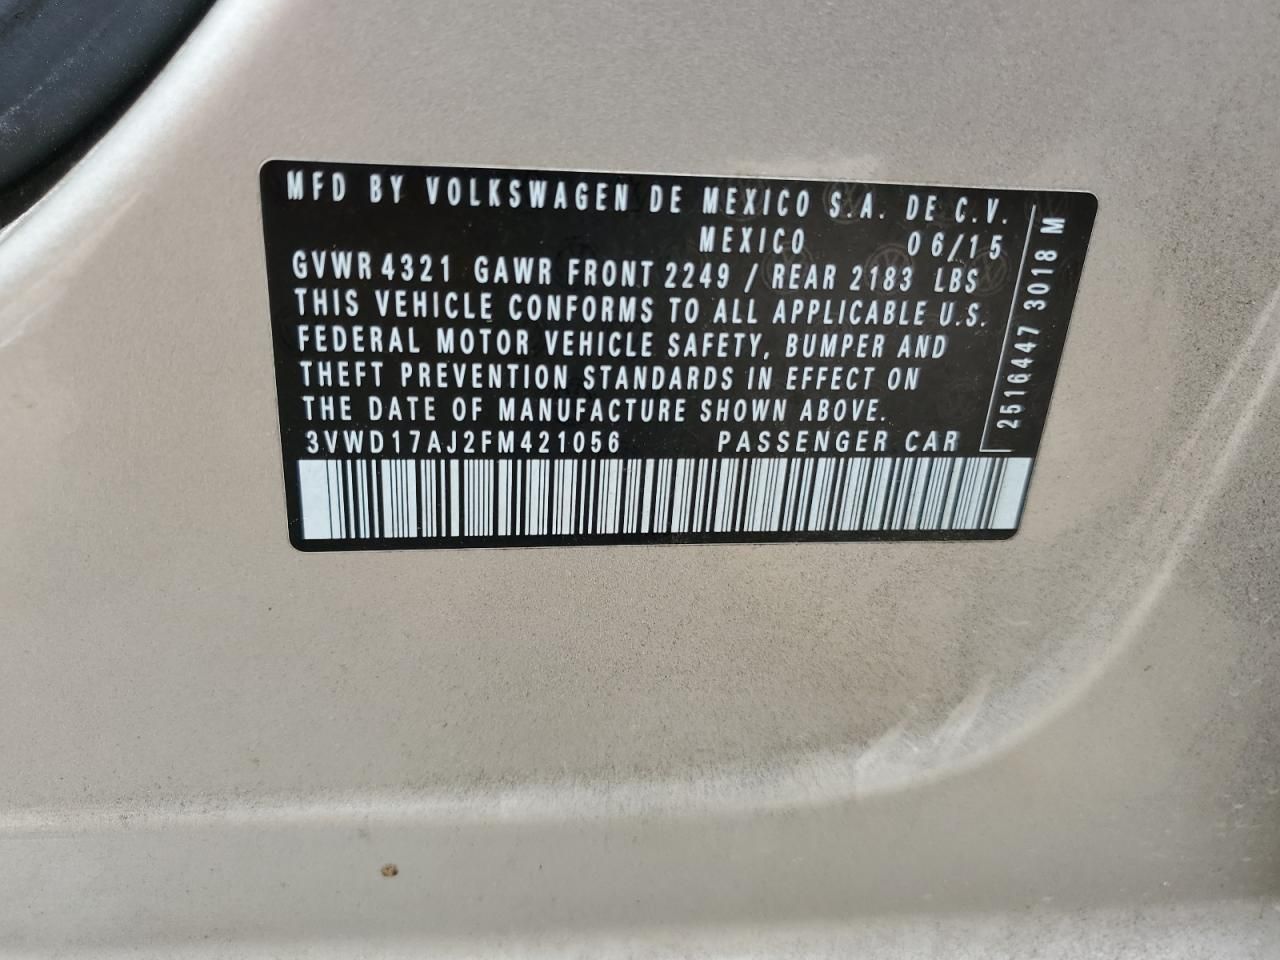 MFD BY VOLKSWAGEN DE MEXICO S.A. DE C.V.
MEXICO 06/15
GVWR 4321 GAWR FRONT 2249 / REAR 2183 LBS
THIS VEHICLE CONFORMS TO ALL APPLICABLE U.S.
FEDERAL MOTOR VEHICLE SAFETY, BUMPER AND
THEFT PREVENTION STANDARDS IN EFFECT ON
THE DATE OF MANUFACTURE SHOWN ABOVE.
3VWD17AJ2FM421056 PASSENGER CAR
2516447 3018 M